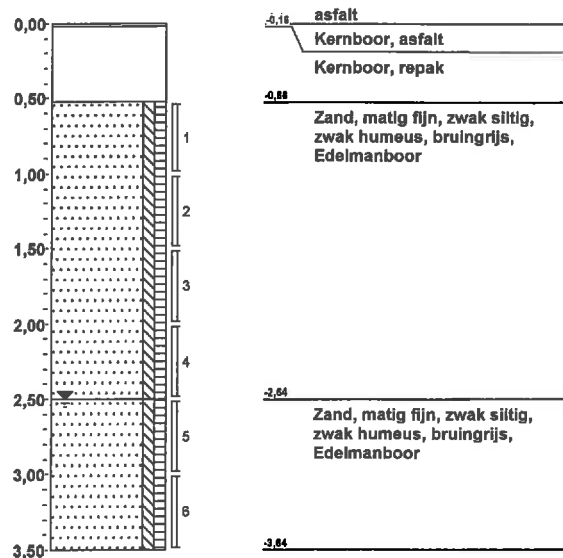 0,00
0,50
1,00
1,50
2,00
2,50
3,00
3,50
1
2
3
4
5
6
asfalt
-0,16
Kernboor, asfalt
Kernboor, repak
-0,66
Zand, matig fijn, zwak siltig,
zwak humeus, bruingrijs,
Edelmanboor
-2,64
Zand, matig fijn, zwak siltig,
zwak humeus, bruingrijs,
Edelmanboor
-3,64